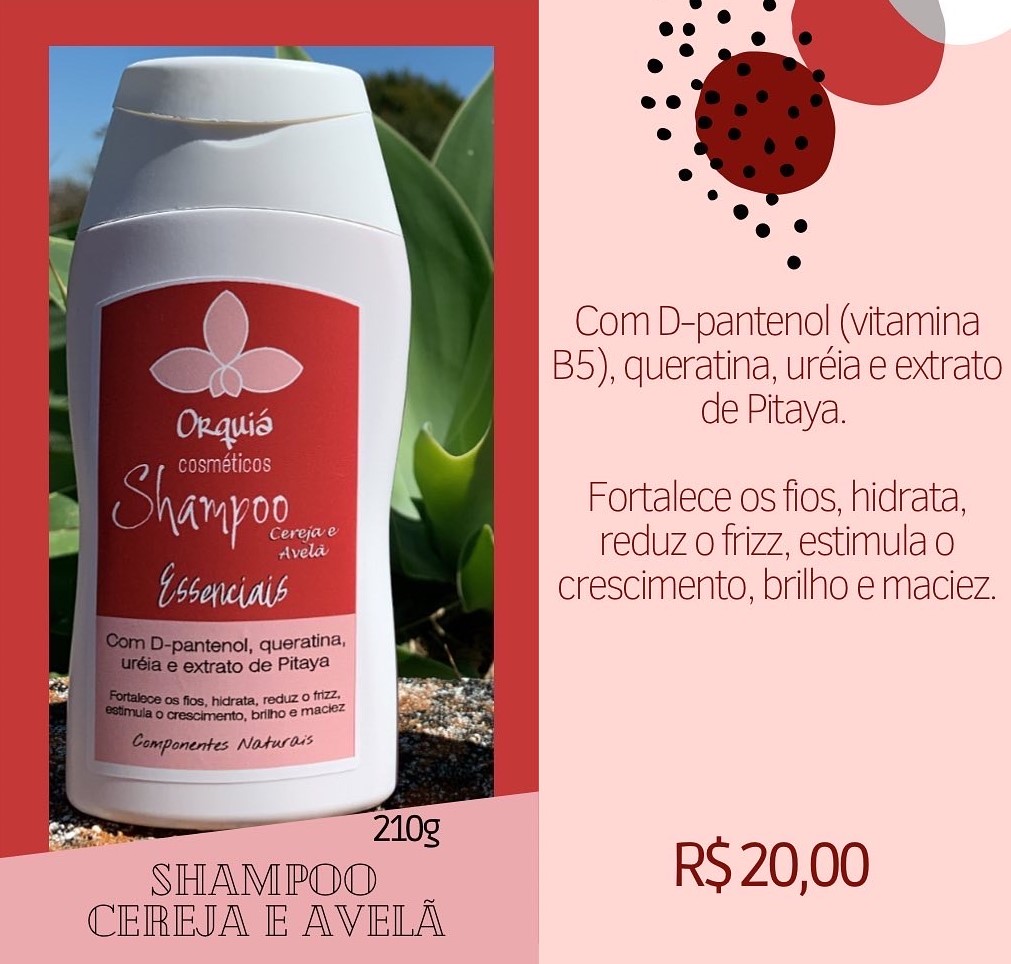 Orquiá
cosméticos
Shampoo
Cereja e
Avelã
Essenciais
Com D-pantenol, queratina,
uréia e extrato de Pitaya
Fortalece os fios, hidrata, reduz o frizz,
estimula o crescimento, brilho e maciez
Componentes Naturais
210g
SHAMPOO
CEREJA E AVELÃ
Com D-pantenol (vitamina
B5), queratina, uréia e extrato
de Pitaya.
Fortalece os fios, hidrata,
reduz o frizz, estimula o
crescimento, brilho e maciez.
R$ 20,00